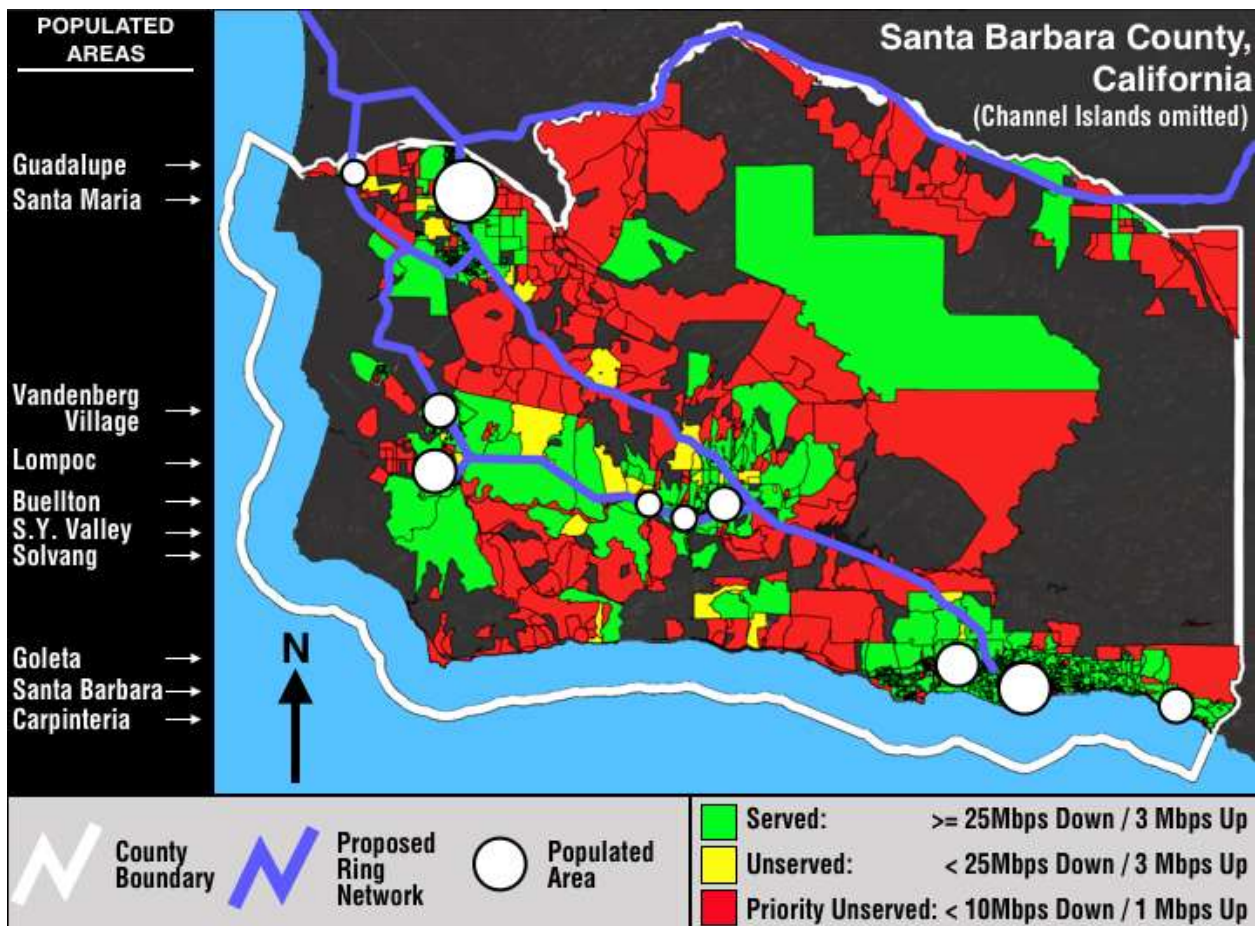 POPULATED
AREAS
Guadalupe
Santa Maria
Vandenberg
Village
Lompoc
Buellton
S.Y. Valley
Solvang
Goleta
Santa Barbara
Carpinteria
Santa Barbara County,
California
(Channel Islands omitted)
N
County
Boundary
Proposed
Ring
Network
Populated
Area
Served: >= 25Mbps Down / 3 Mbps Up
Unserved: < 25Mbps Down / 3 Mbps Up
Priority Unserved: < 10Mbps Down / 1 Mbps Up